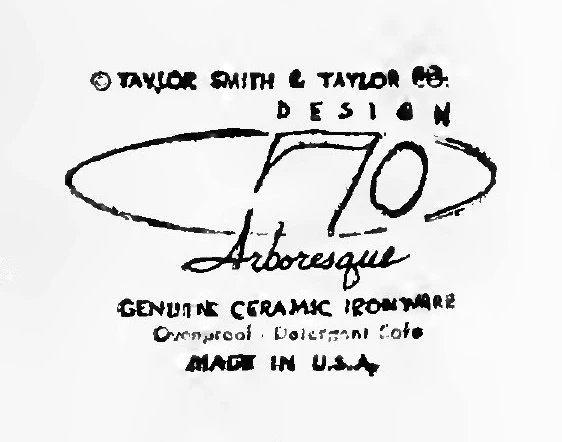 © TAYLOR SMITH & TAYLOR CO.
DESIGN
70
Arboresque
GENUINE CERAMIC IRONWARE
Ovenproof · Detergent Safe
MADE IN U.S.A.